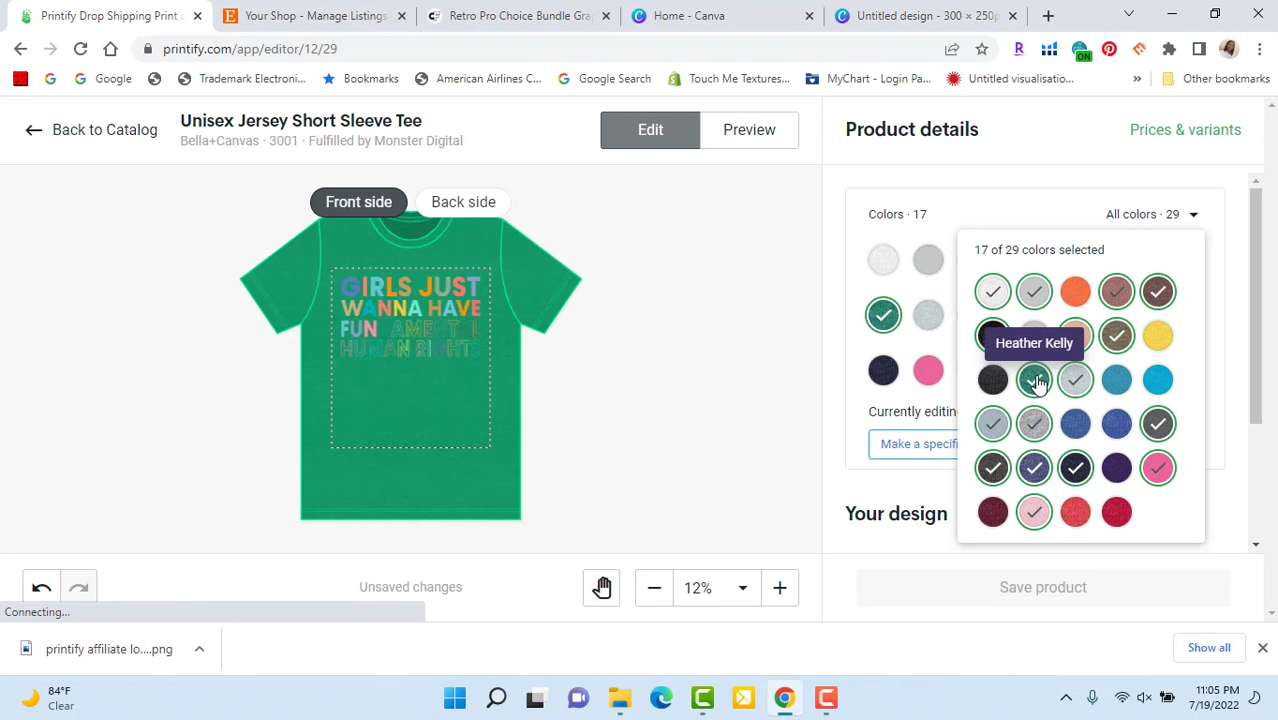 Printify Drop Shipping Print o
Your Shop - Manage Listings
Retro Pro Choice Bundle Gra
Home - Canva
Untitled design - 300 × 250p
printify.com/app/editor/12/29
ON
Google
Trademark Electroni...
Bookmarks
American Airlines C...
Google Search
Touch Me Textures...
MyChart - Login Pa...
Untitled visualisatio...
Other bookmarks
Back to Catalog
Unisex Jersey Short Sleeve Tee
Bella+Canvas · 3001 · Fulfilled by Monster Digital
Edit
Preview
Product details
Prices & variants
Front side
Back side
GIRLS JUST
WANNA HAVE
FUN AMENTAL
HUMAN RIGHTS
Colors · 17
All colors · 29
17 of 29 colors selected
Heather Kelly
Currently editin
Make a specifi
Your design
Unsaved changes
12%
Save product
Connecting...
printify affiliate lo....png
Show all
84°F
Clear
11:05 PM
7/19/2022